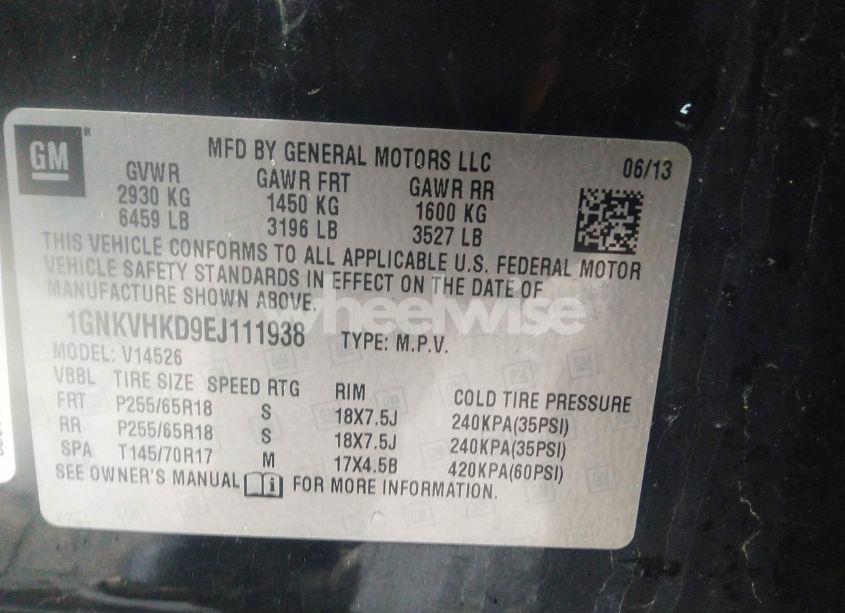 GM
®
MFD BY GENERAL MOTORS LLC
06/13
GVWR GAWR FRT GAWR RR
2930 KG 1450 KG 1600 KG
6459 LB 3196 LB 3527 LB
THIS VEHICLE CONFORMS TO ALL APPLICABLE U.S. FEDERAL MOTOR
VEHICLE SAFETY STANDARDS IN EFFECT ON THE DATE OF
MANUFACTURE SHOWN ABOVE.
wheelwise
1GNKVHKD9EJ111938 TYPE: M.P.V.
MODEL: V14526
VBBL TIRE SIZE SPEED RTG RIM COLD TIRE PRESSURE
FRT P255/65R18 S 18X7.5J 240KPA(35PSI)
RR P255/65R18 S 18X7.5J 240KPA(35PSI)
SPA T145/70R17 M 17X4.5B 420KPA(60PSI)
SEE OWNER'S MANUAL i FOR MORE INFORMATION.